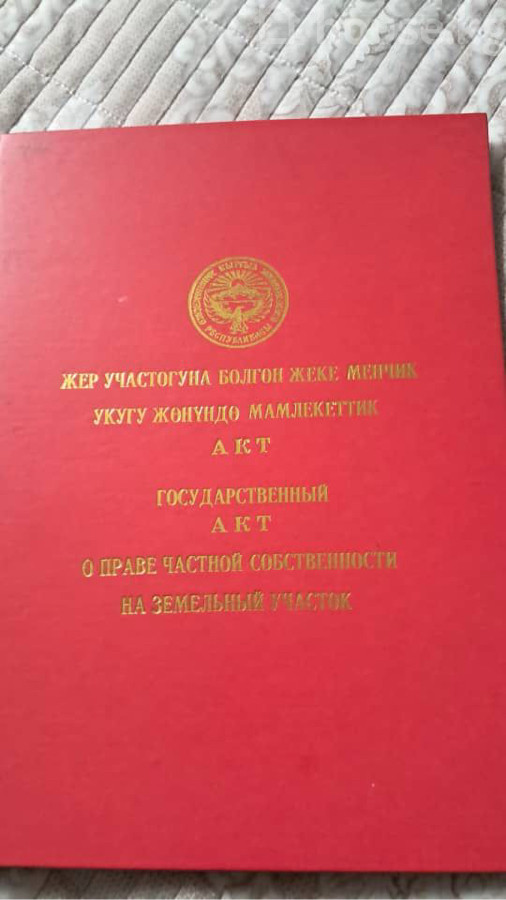 ЖЕР УЧАСТОГУНА БОЛГОН ЖЕКЕ МЕНЧИК
УКУГУ ЖӨНҮНДӨ МАМЛЕКЕТТИК
АКТ
ГОСУДАРСТВЕННЫЙ
АКТ
О ПРАВЕ ЧАСТНОЙ СОБСТВЕННОСТИ
НА ЗЕМЕЛЬНЫЙ УЧАСТОК